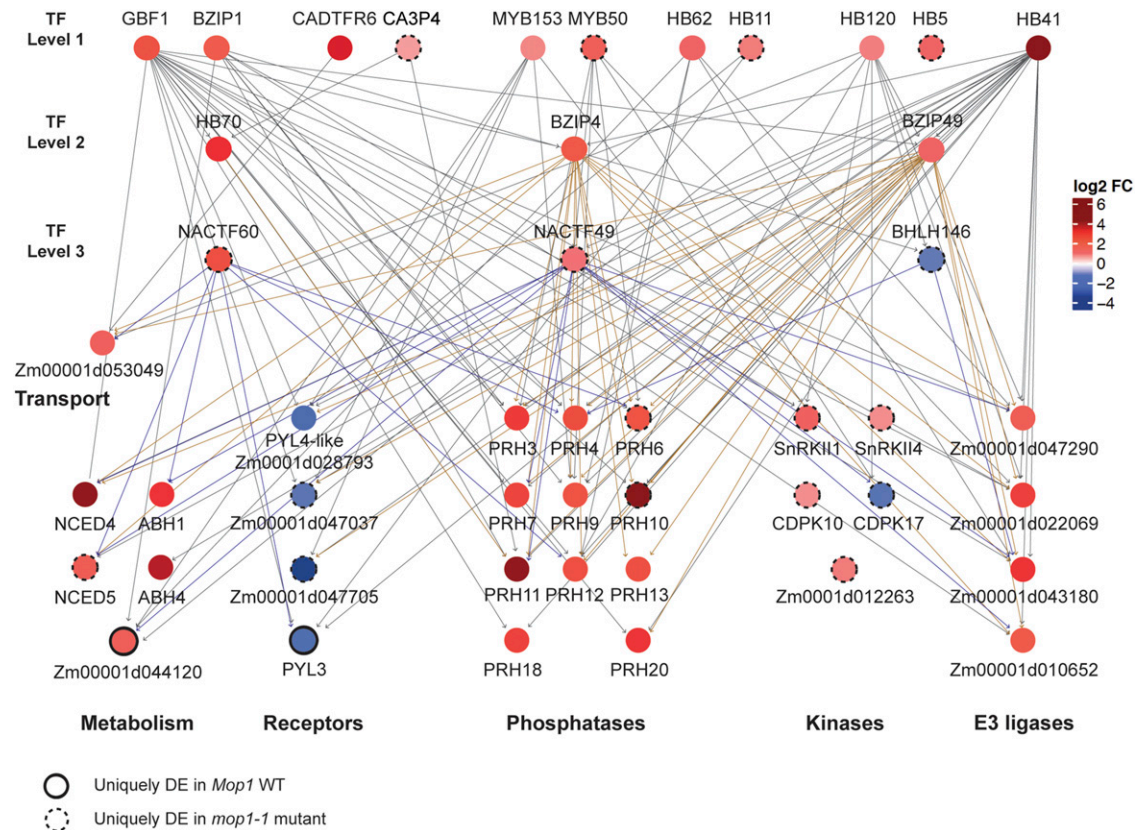 TF
Level 1
GBF1 BZIP1 CADTFR6 CA3P4 MYB153 MYB50 HB62 HB11 HB120 HB5 HB41
TF
Level 2
HB70 BZIP4 BZIP49
log2 FC
6
4
2
0
−2
−4
TF
Level 3
NACTF60 NACTF49 BHLH146
Zm00001d053049
Transport
PYL4-like PRH3 PRH4 PRH6 SnRKII1 SnRKII4 Zm00001d047290
Zm0001d028793
NCED4 ABH1 Zm00001d047037 PRH7 PRH9 PRH10 CDPK10 CDPK17 Zm00001d022069
NCED5 ABH4 Zm00001d047705 PRH11 PRH12 PRH13 Zm0001d012263 Zm00001d043180
Zm00001d044120 PYL3 PRH18 PRH20 Zm00001d010652
Metabolism Receptors Phosphatases Kinases E3 ligases
Uniquely DE in Mop1 WT
Uniquely DE in mop1-1 mutant